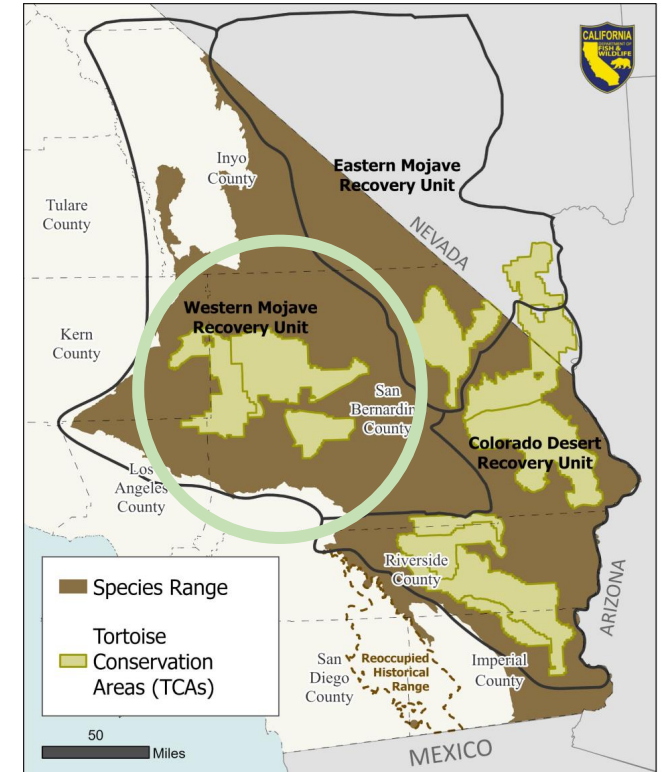 CALIFORNIA
DEPARTMENT OF
FISH &
WILDLIFE
Inyo
County
Eastern Mojave
Recovery Unit
Tulare
County
NEVADA
Western Mojave
Recovery Unit
Kern
County
San
Bernardino
County
Colorado Desert
Recovery Unit
Los
Angeles
County
Riverside
County
ARIZONA
Species Range
Tortoise
Conservation
Areas (TCAs)
San
Diego
County
Reoccupied
Historical
Range
Imperial
County
50
Miles
MEXICO